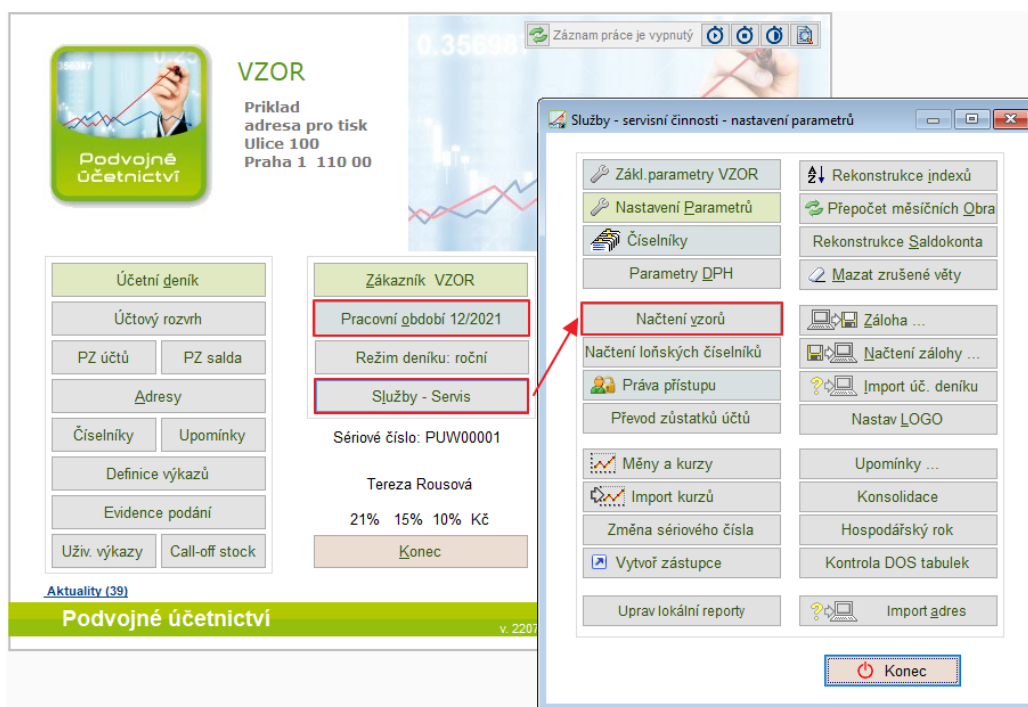 0.35698
Záznam práce je vypnutý
VZOR
Priklad
adresa pro tisk
Ulice 100
Praha 1 110 00
Podvojné
účetnictví
Účetní deník
Účtový rozvrh
PZ účtů
PZ salda
Adresy
Číselníky
Upomínky
Definice výkazů
Evidence podání
Uživ. výkazy
Call-off stock
Zákazník VZOR
Pracovní období 12/2021
Režim deníku: roční
Služby - Servis
Sériové číslo: PUW00001
Tereza Rousová
21% 15% 10% Kč
Konec
Aktuality (39)
Podvojné účetnictví
v. 2207
Služby - servisní činnosti - nastavení parametrů
Zákl.parametry VZOR
Nastavení Parametrů
Číselníky
Parametry DPH
Načtení vzorů
Načtení loňských číselníků
Práva přístupu
Převod zůstatků účtů
Měny a kurzy
Import kurzů
Změna sériového čísla
Vytvoř zástupce
Uprav lokální reporty
Rekonstrukce indexů
Přepočet měsíčních Obra
Rekonstrukce Saldokonta
Mazat zrušené věty
Záloha ...
Načtení zálohy ...
Import úč. deníku
Nastav LOGO
Upomínky ...
Konsolidace
Hospodářský rok
Kontrola DOS tabulek
Import adres
Konec